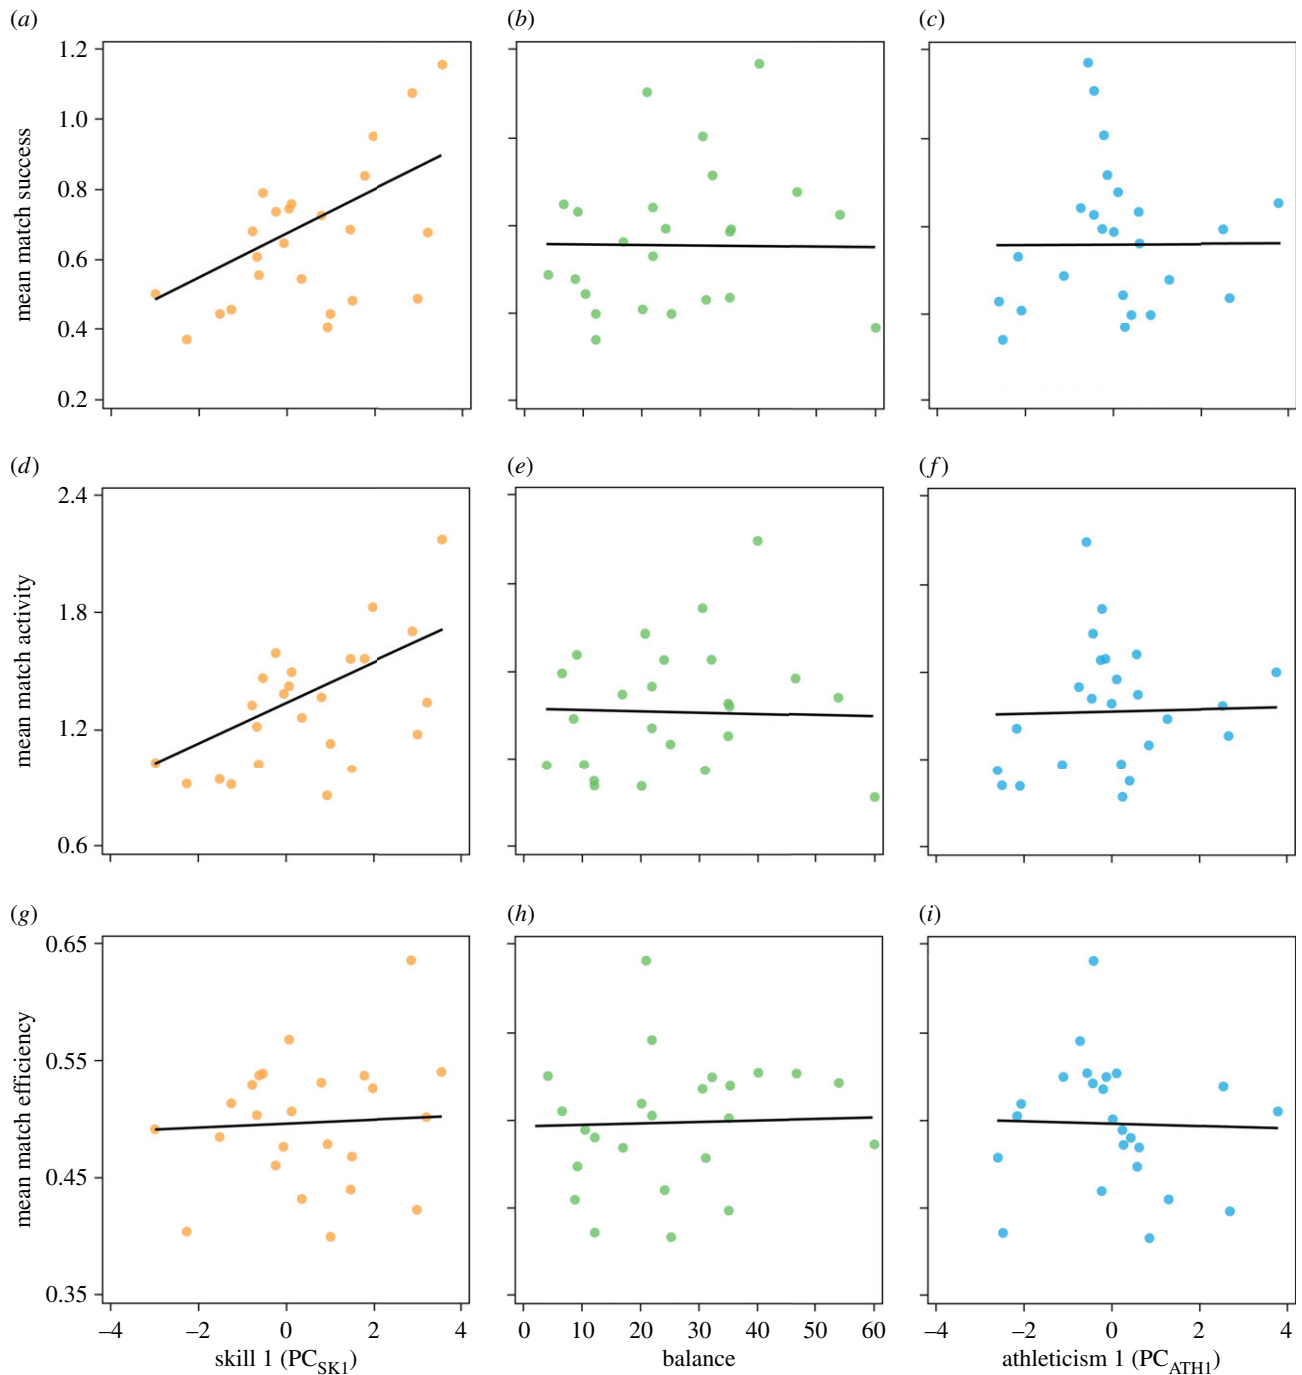 (a)
(b)
(c)
1.2
1.0
0.8
0.6
0.4
0.2
mean match success
(d)
(e)
(f)
2.4
1.8
1.2
0.6
mean match activity
(g)
(h)
(i)
0.65
0.55
0.45
0.35
mean match efficiency
–4 –2 0 2 4
0 10 20 30 40 50 60
–4 –2 0 2 4
skill 1 (PC_SK1)
balance
athleticism 1 (PC_ATH1)